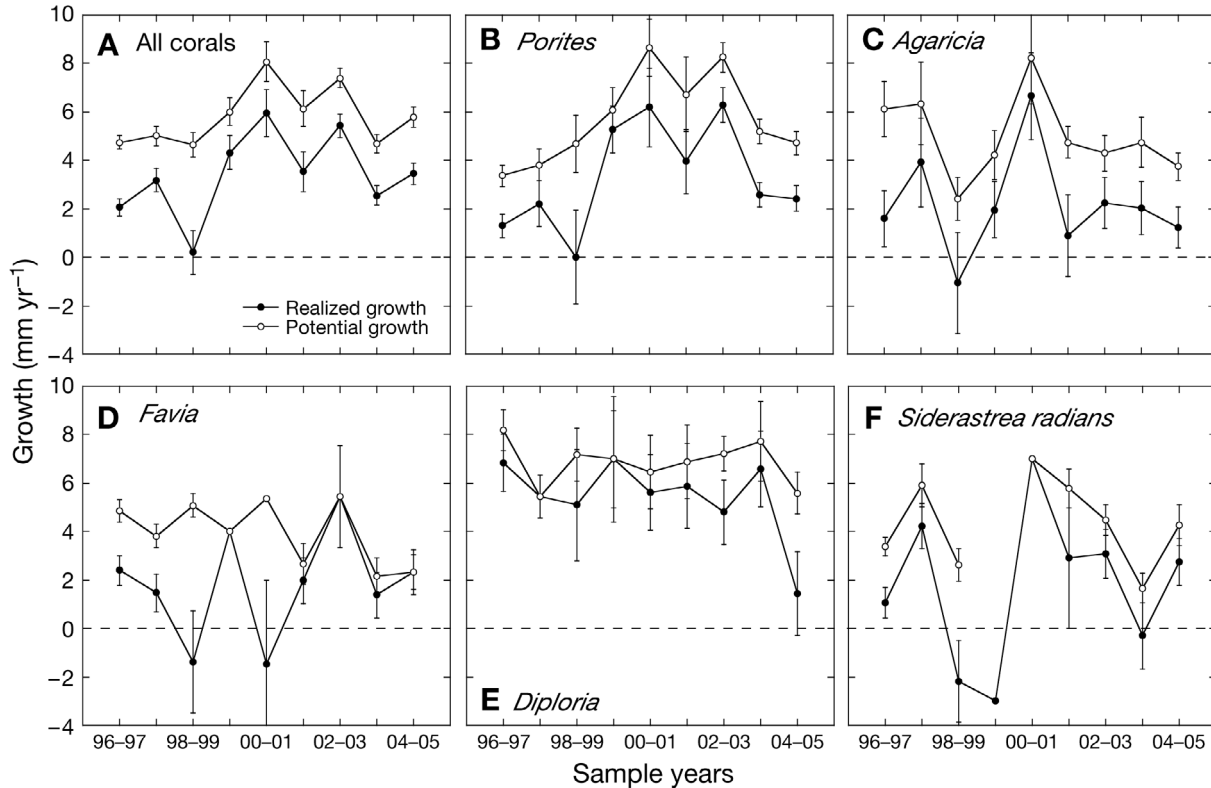 A All corals
B Porites
C Agaricia
10
8
6
4
2
0
−2
−4
Realized growth
Potential growth
Growth (mm yr−1)
D Favia
E Diploria
F Siderastrea radians
10
8
6
4
2
0
−2
−4
96–97 98–99 00–01 02–03 04–05
96–97 98–99 00–01 02–03 04–05
96–97 98–99 00–01 02–03 04–05
Sample years